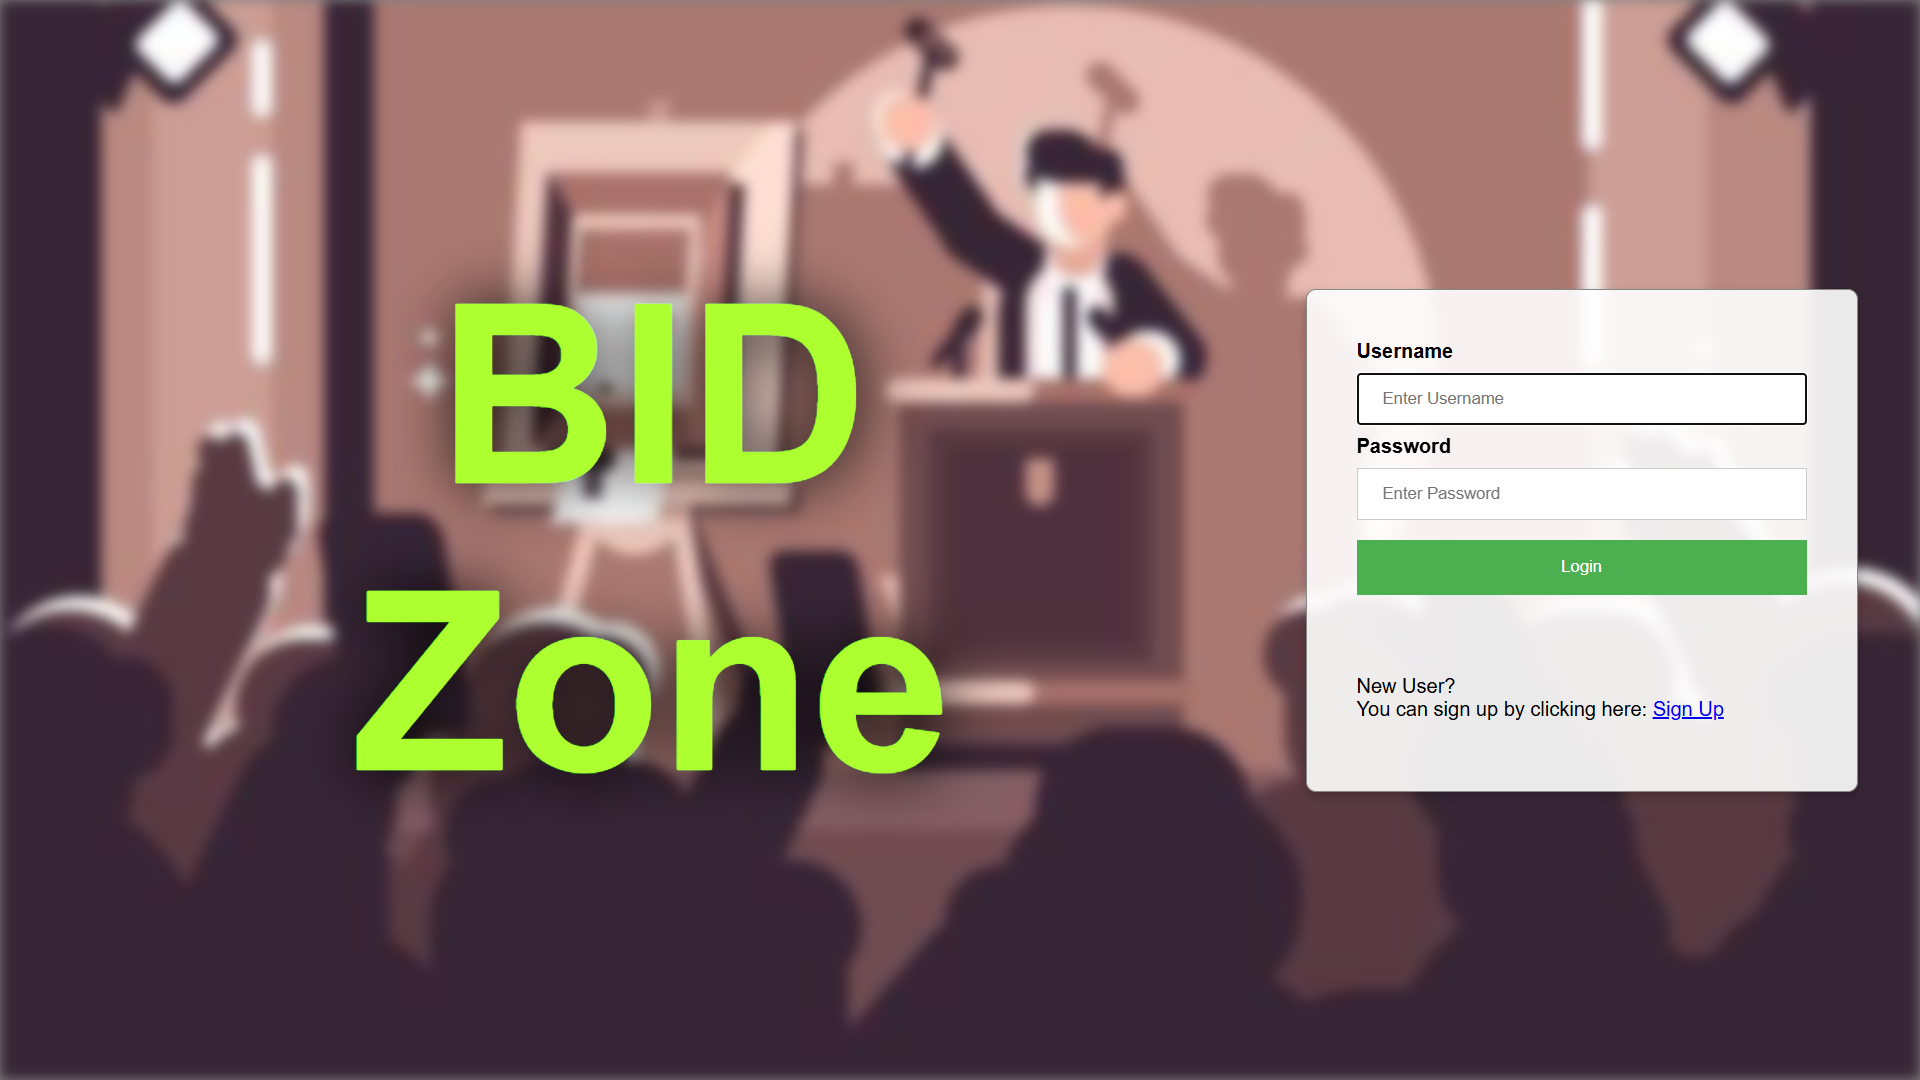 BID
Zone
Username
Enter Username
Password
Enter Password
Login
New User?
You can sign up by clicking here: Sign Up